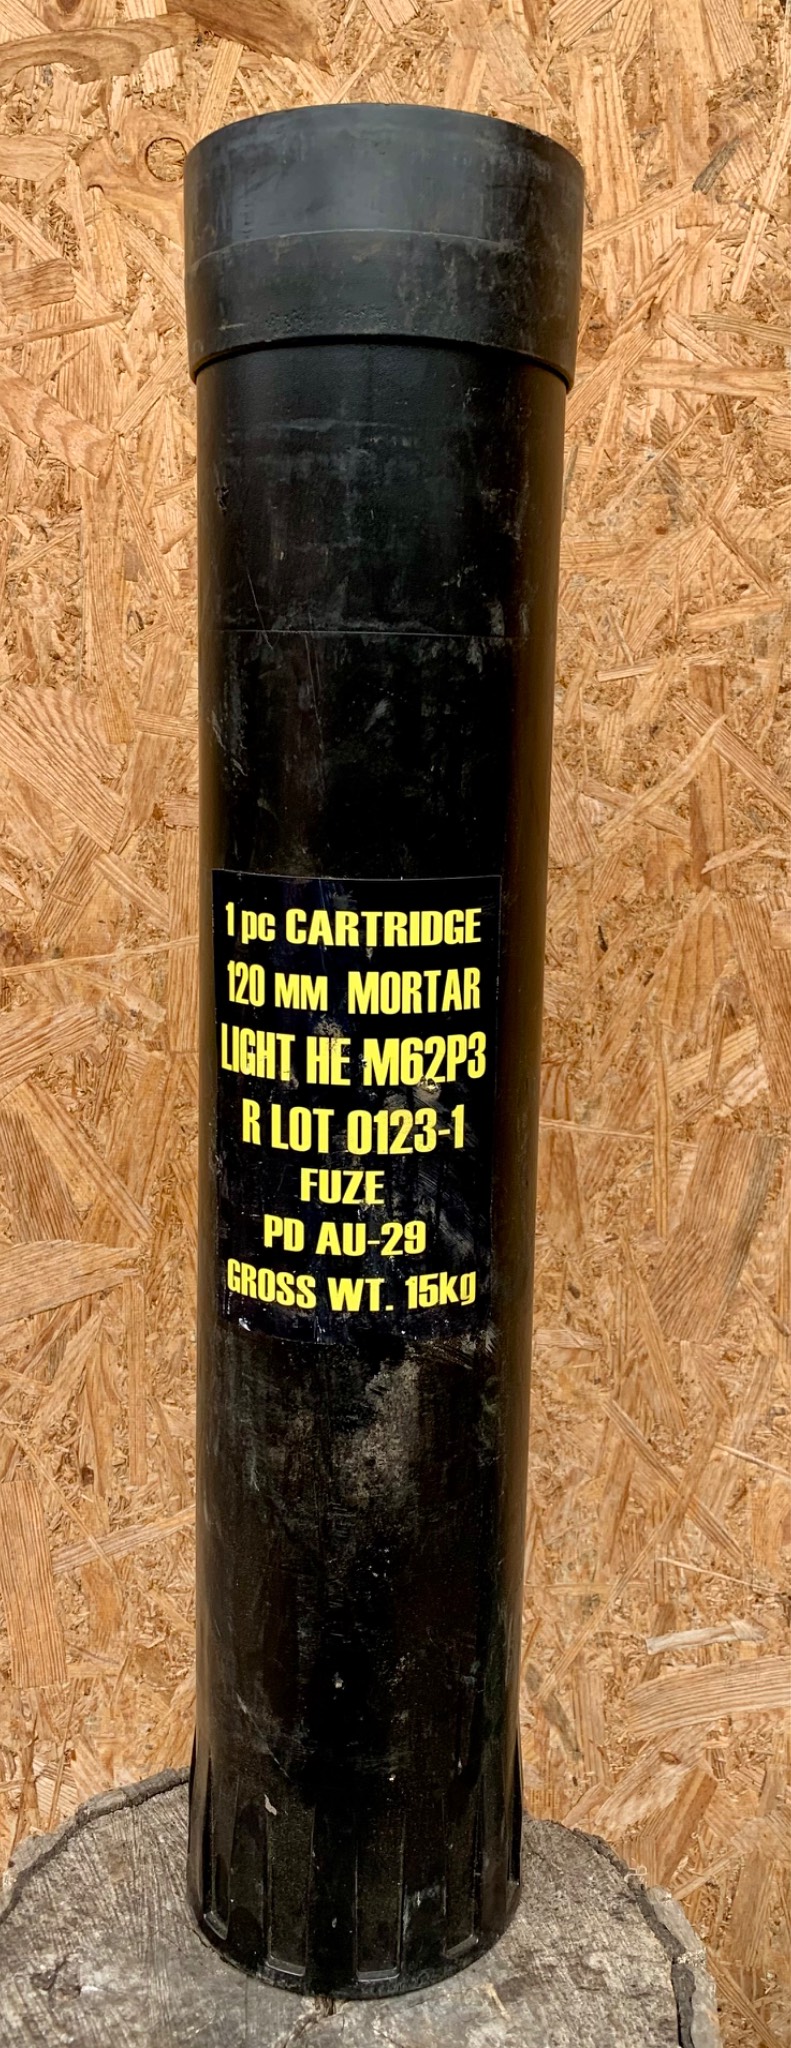 1 pc CARTRIDGE
120 MM MORTAR
LIGHT HE M62P3
R LOT 0123-1
FUZE
PD AU-29
GROSS WT. 15kg